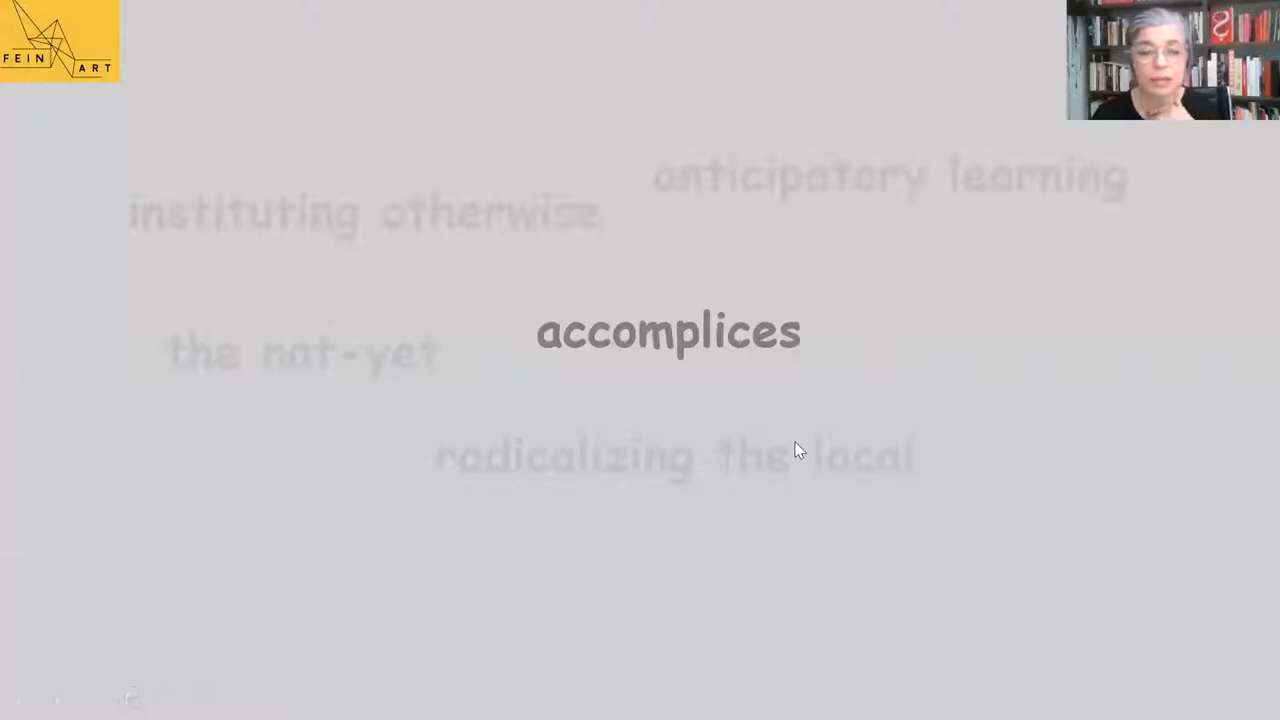 FEIN
ART
anticipatory learning
instituting otherwise
accomplices
the not-yet
radicalizing the local